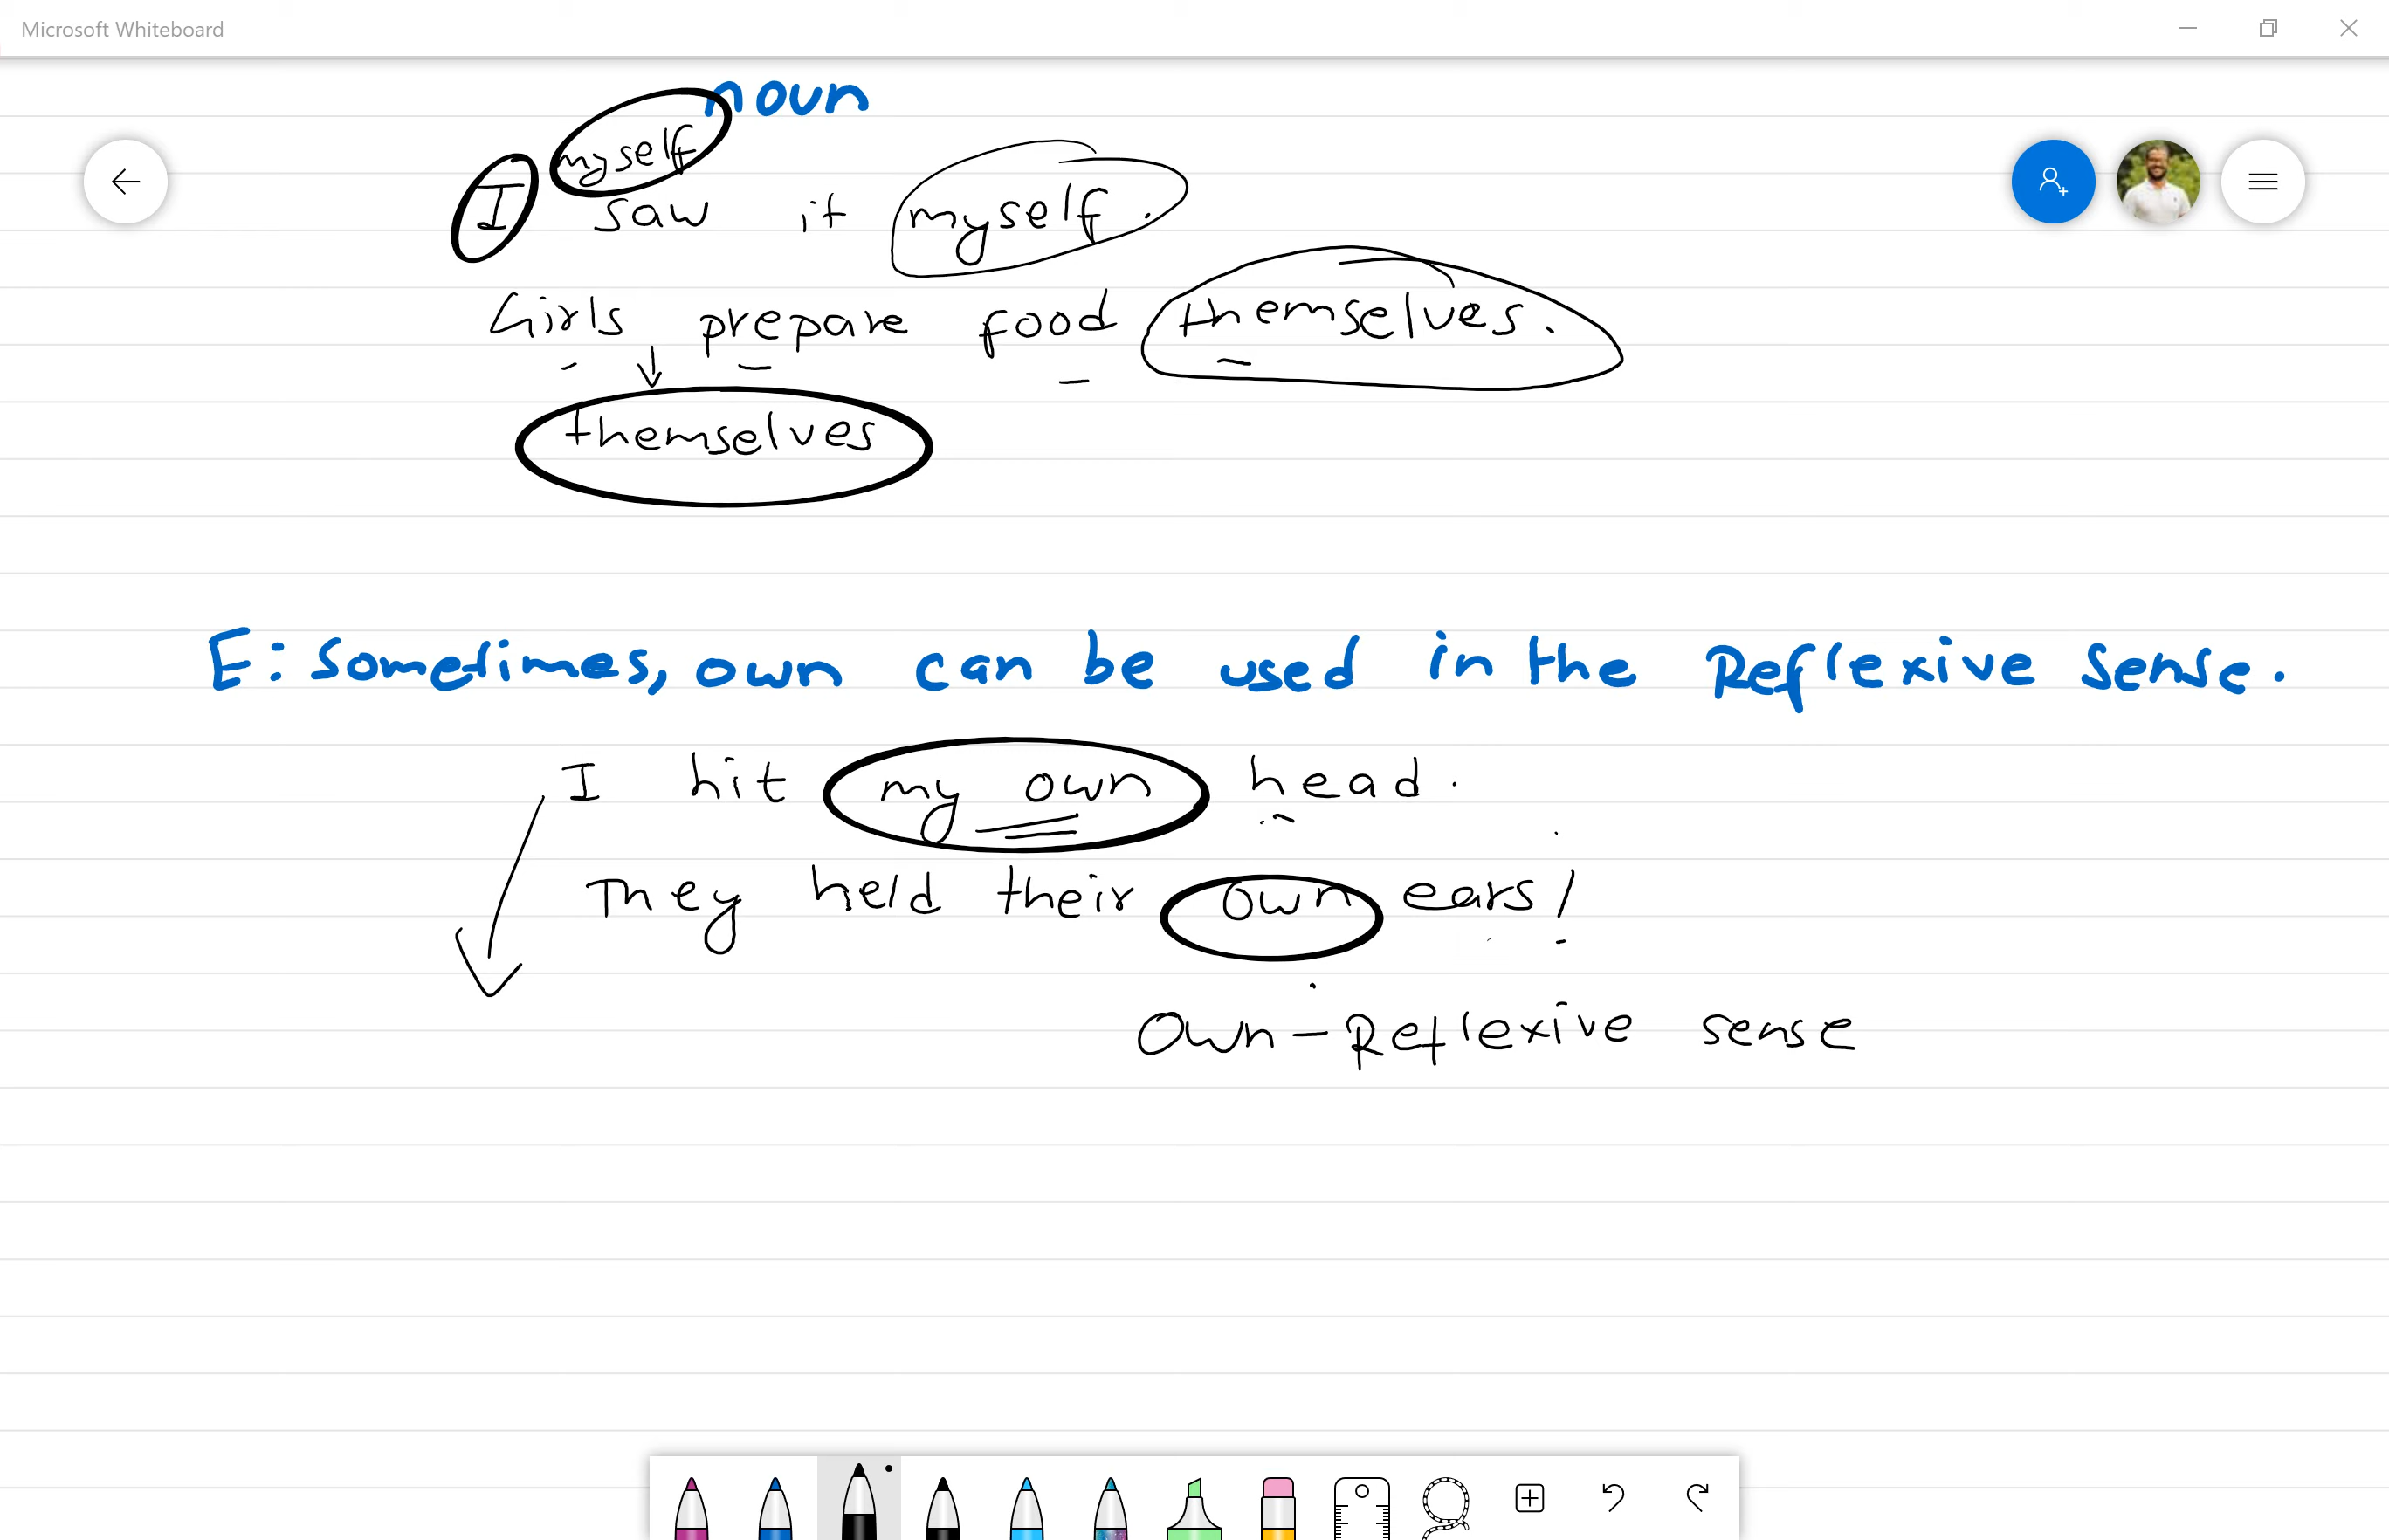 Microsoft Whiteboard
noun
myself
I saw it myself.
Girls prepare food themselves.
themselves
E: Sometimes, own can be used in the Reflexive Sense.
I hit my own head.
They held their own ears!
Own - Reflexive sense